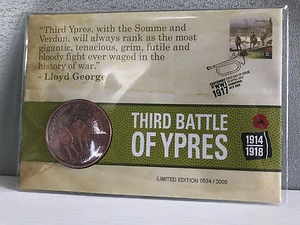 "Third Ypres, with the Somme and
Verdun, will always rank as the most
gigantic, tenacious, grim, futile and
bloody fight ever waged in the
history of war."
– Lloyd George
WWI
1917
THIRD BATTLE
OF YPRES
1914
1918
LIMITED EDITION 0534 / 2000